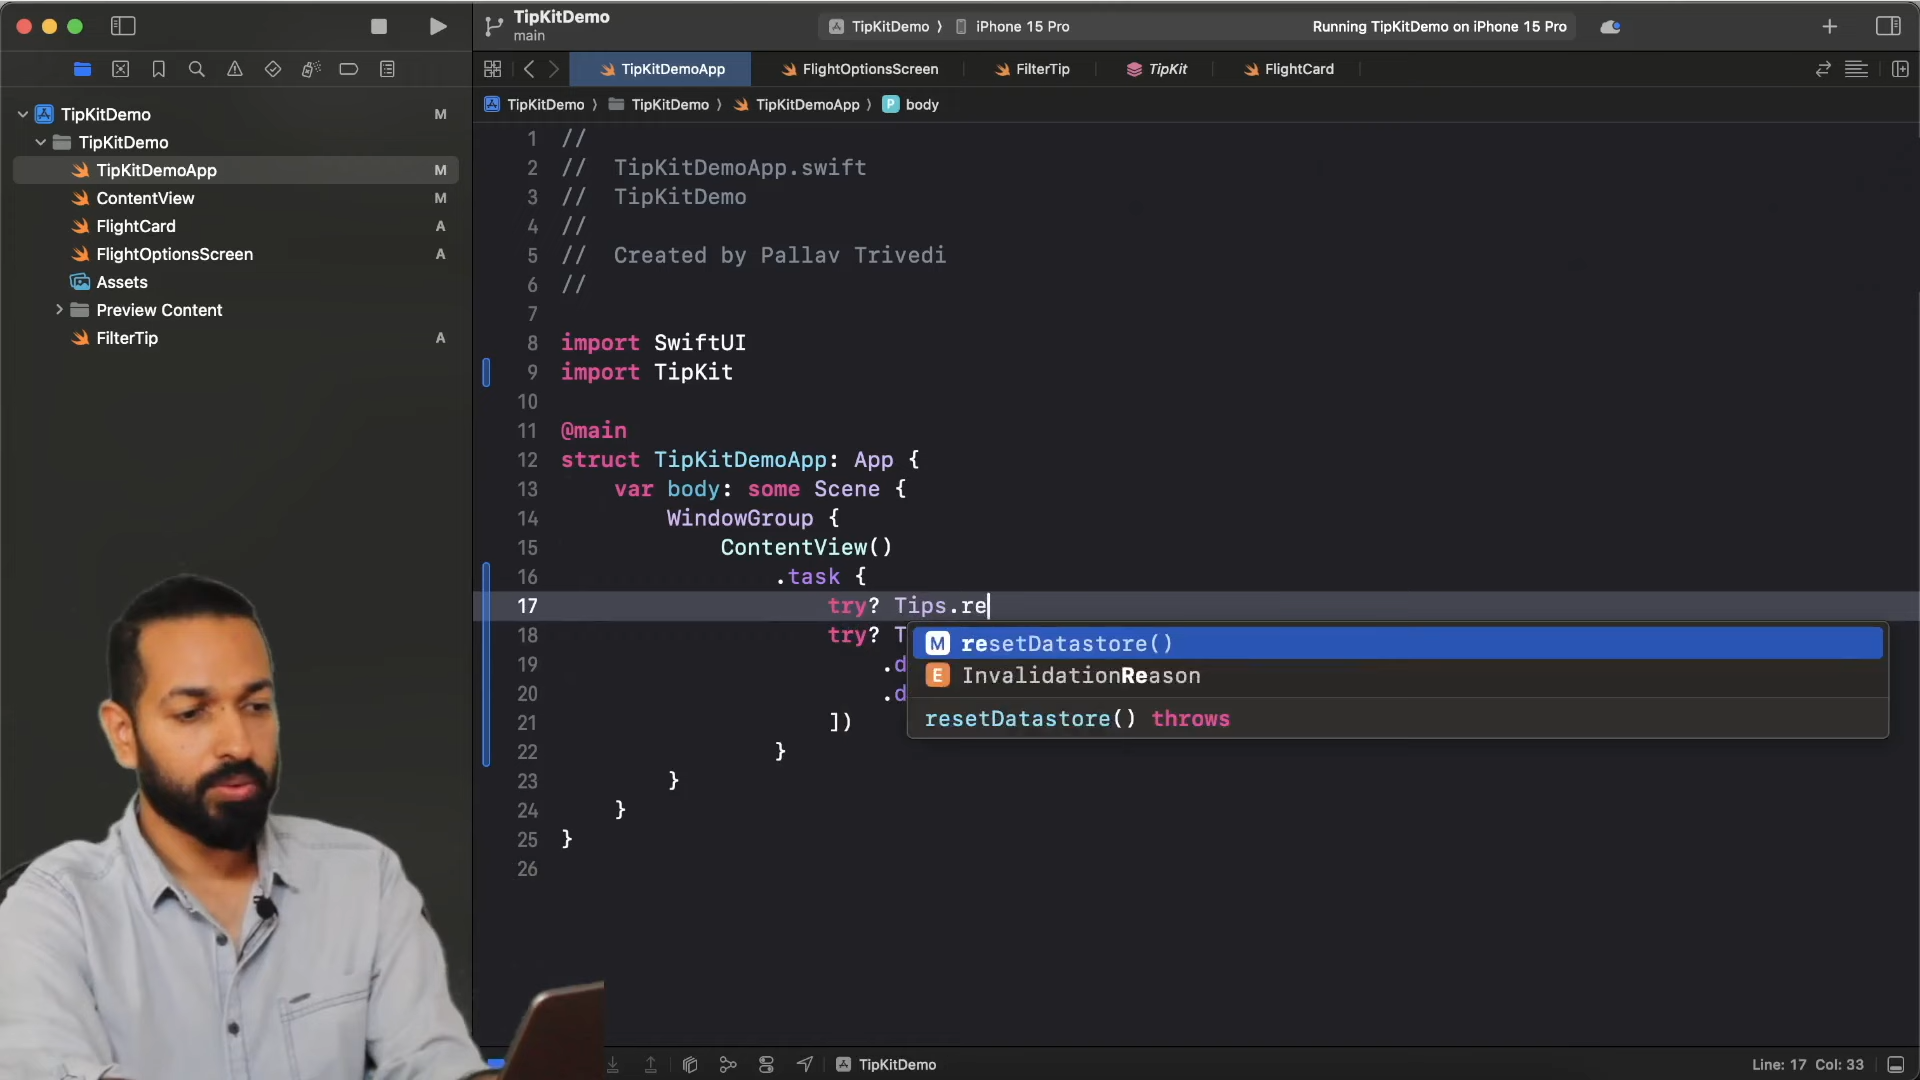 TipKitDemo
main
TipKitDemo 〉 iPhone 15 Pro
Running TipKitDemo on iPhone 15 Pro
TipKitDemoApp
FlightOptionsScreen
FilterTip
TipKit
FlightCard
TipKitDemo M
TipKitDemo
TipKitDemoApp M
ContentView M
FlightCard A
FlightOptionsScreen A
Assets
Preview Content
FilterTip A
TipKitDemo 〉 TipKitDemo 〉 TipKitDemoApp 〉 P body
1 //
2 // TipKitDemoApp.swift
3 // TipKitDemo
4 //
5 // Created by Pallav Trivedi
6 //
7
8 import SwiftUI
9 import TipKit
10
11 @main
12 struct TipKitDemoApp: App {
13 var body: some Scene {
14 WindowGroup {
15 ContentView()
16 .task {
17 try? Tips.re
18 try? T
19 .d
20 .d
21 ])
22 }
23 }
24 }
25 }
26
M resetDatastore()
E InvalidationReason
resetDatastore() throws
TipKitDemo
Line: 17 Col: 33